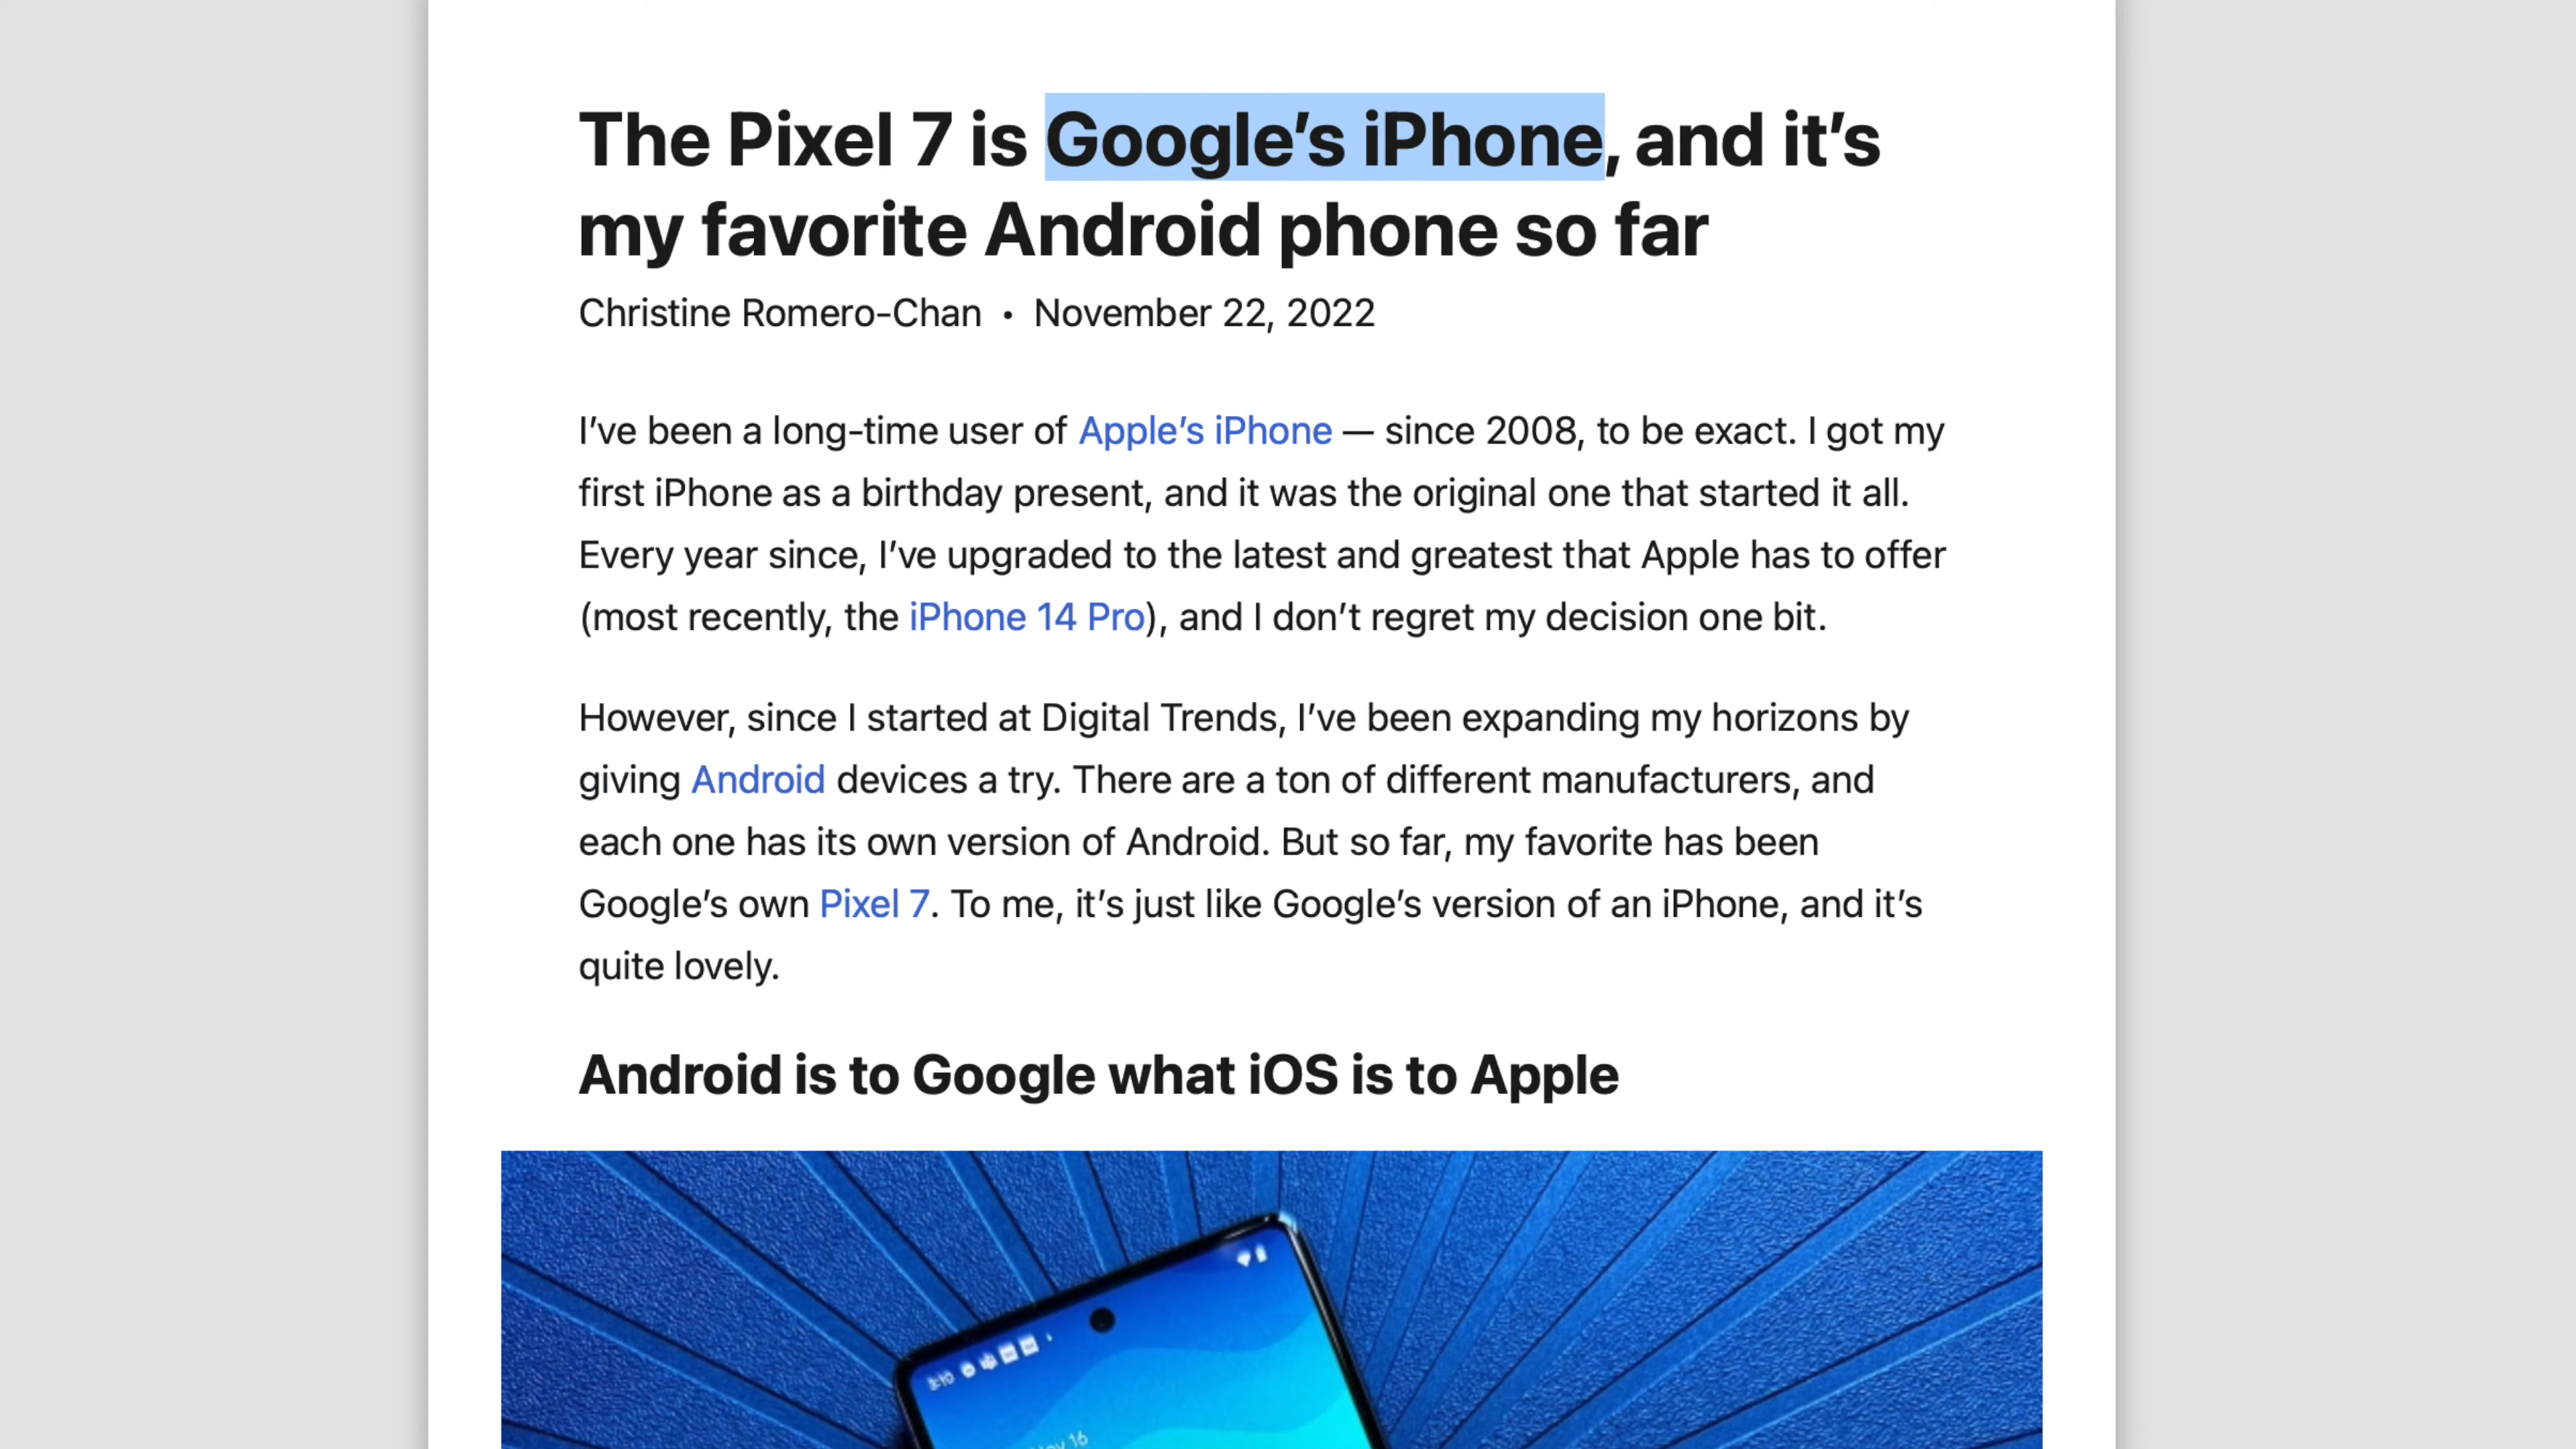 The Pixel 7 is Google’s iPhone, and it’s
my favorite Android phone so far
Christine Romero-Chan • November 22, 2022
I’ve been a long-time user of Apple’s iPhone — since 2008, to be exact. I got my
first iPhone as a birthday present, and it was the original one that started it all.
Every year since, I’ve upgraded to the latest and greatest that Apple has to offer
(most recently, the iPhone 14 Pro), and I don’t regret my decision one bit.
However, since I started at Digital Trends, I’ve been expanding my horizons by
giving Android devices a try. There are a ton of different manufacturers, and
each one has its own version of Android. But so far, my favorite has been
Google’s own Pixel 7. To me, it’s just like Google’s version of an iPhone, and it’s
quite lovely.
Android is to Google what iOS is to Apple
3:10
16